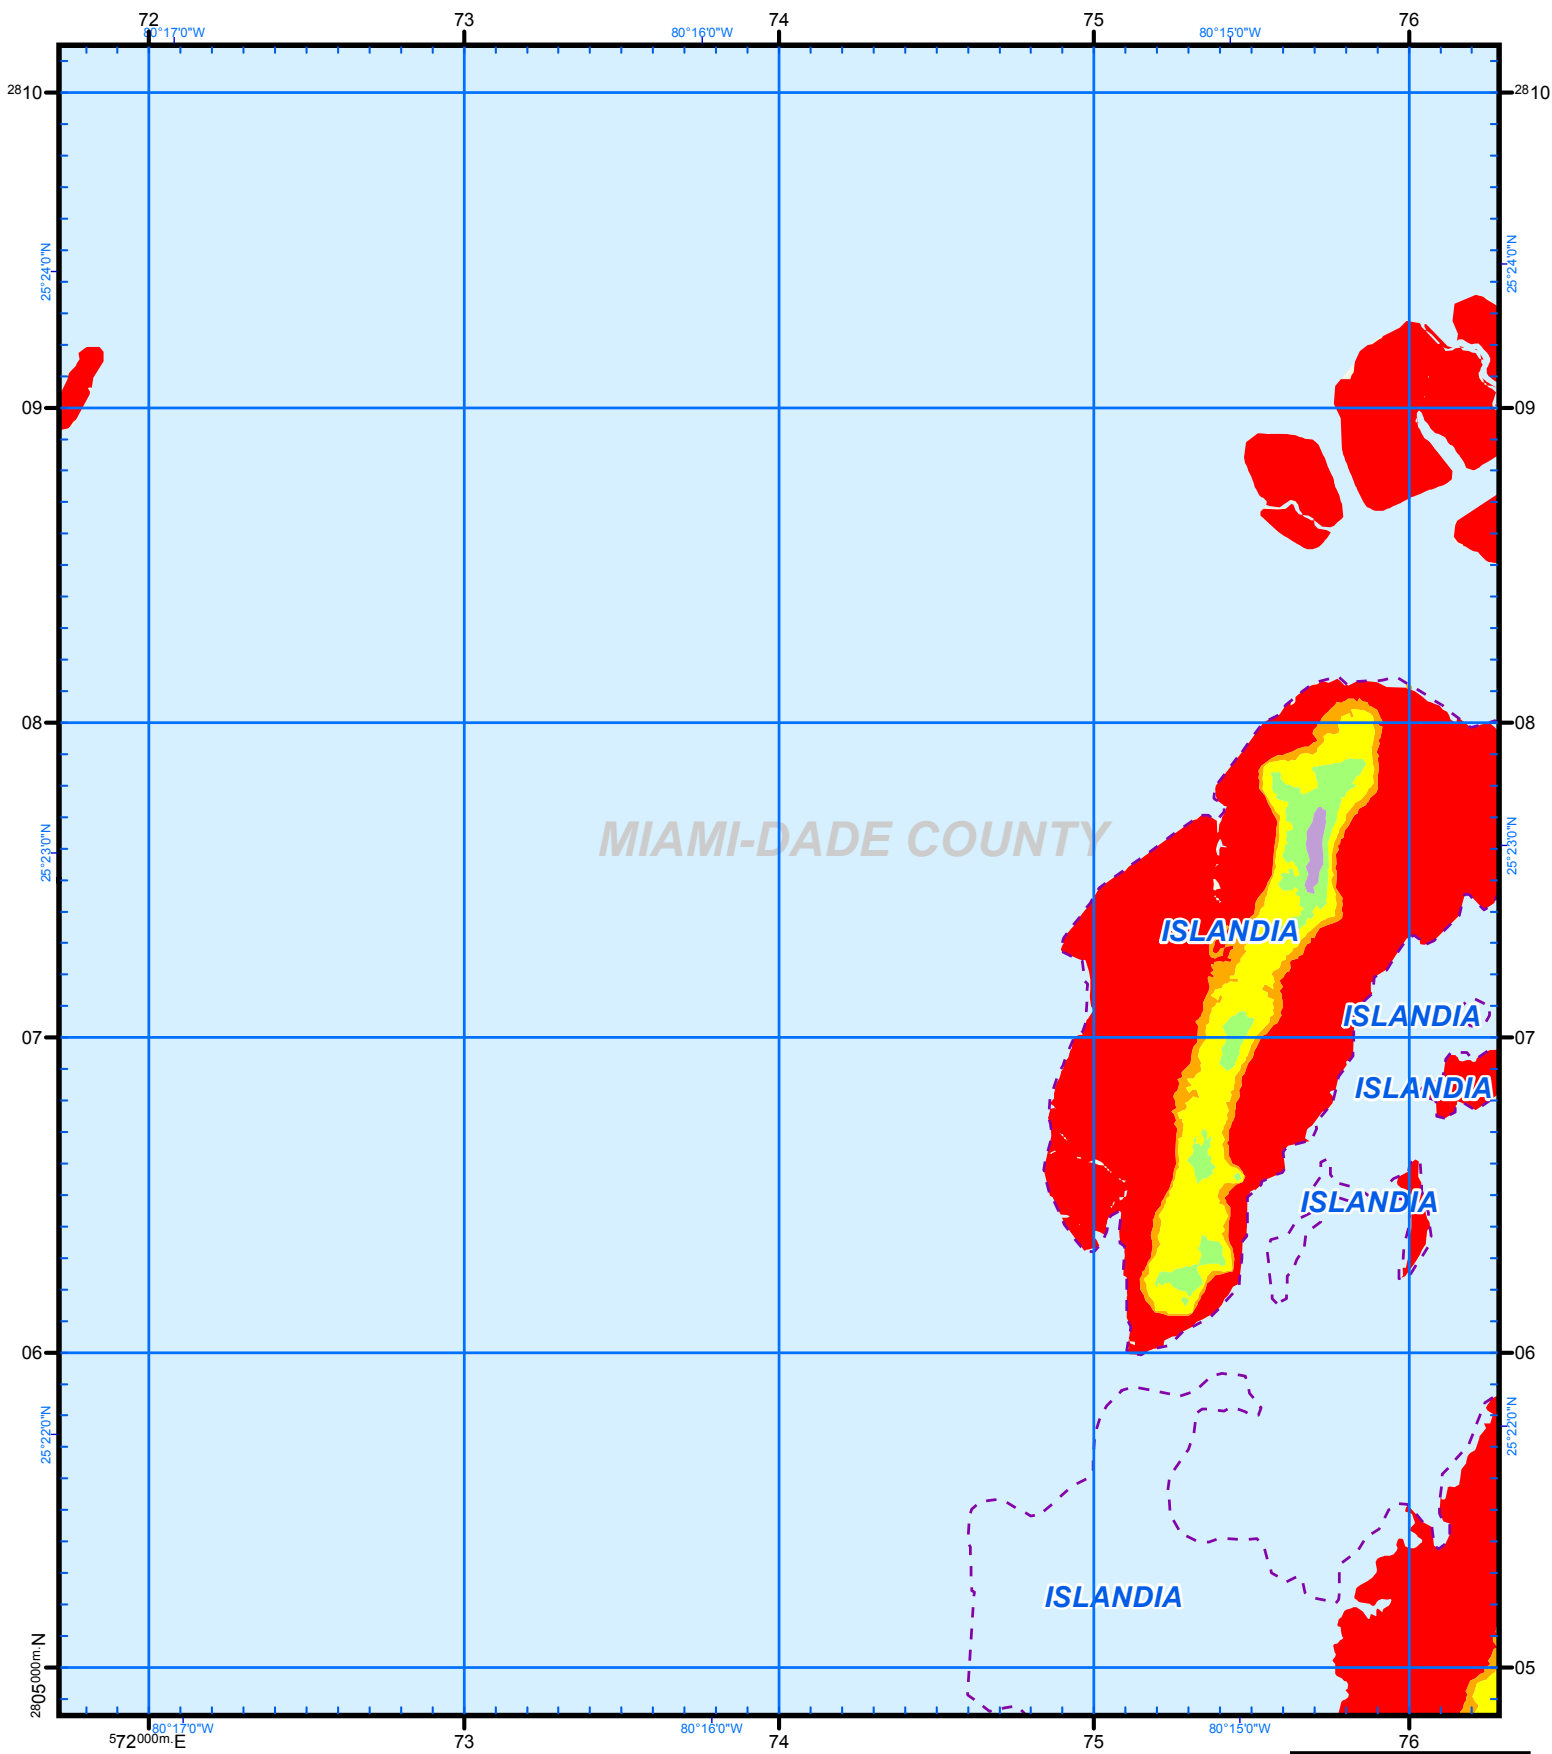 72 73 74 75 76
80°17'0"W 80°16'0"W 80°15'0"W
2810 2810
25°24'0"N 25°24'0"N
09 09
08 08
MIAMI-DADE COUNTY
25°23'0"N 25°23'0"N
ISLANDIA
ISLANDIA
07 07
ISLANDIA
ISLANDIA
06 06
25°22'0"N 25°22'0"N
ISLANDIA
2805000m.N 05
80°17'0"W 80°16'0"W 80°15'0"W
572000m.E 73 74 75 76